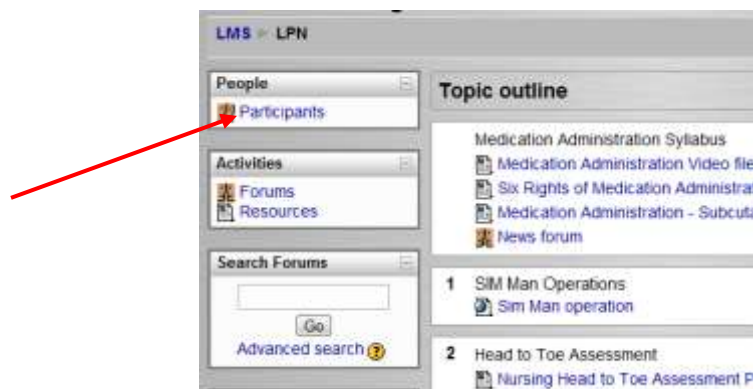 LMS ► LPN
People
Participants
Activities
Forums
Resources
Search Forums
Go
Advanced search ?
Topic outline
Medication Administration Syllabus
Medication Administration Video file
Six Rights of Medication Administra
Medication Administration - Subcuta
News forum
1 SIM Man Operations
Sim Man operation
2 Head to Toe Assessment
Nursing Head to Toe Assessment P